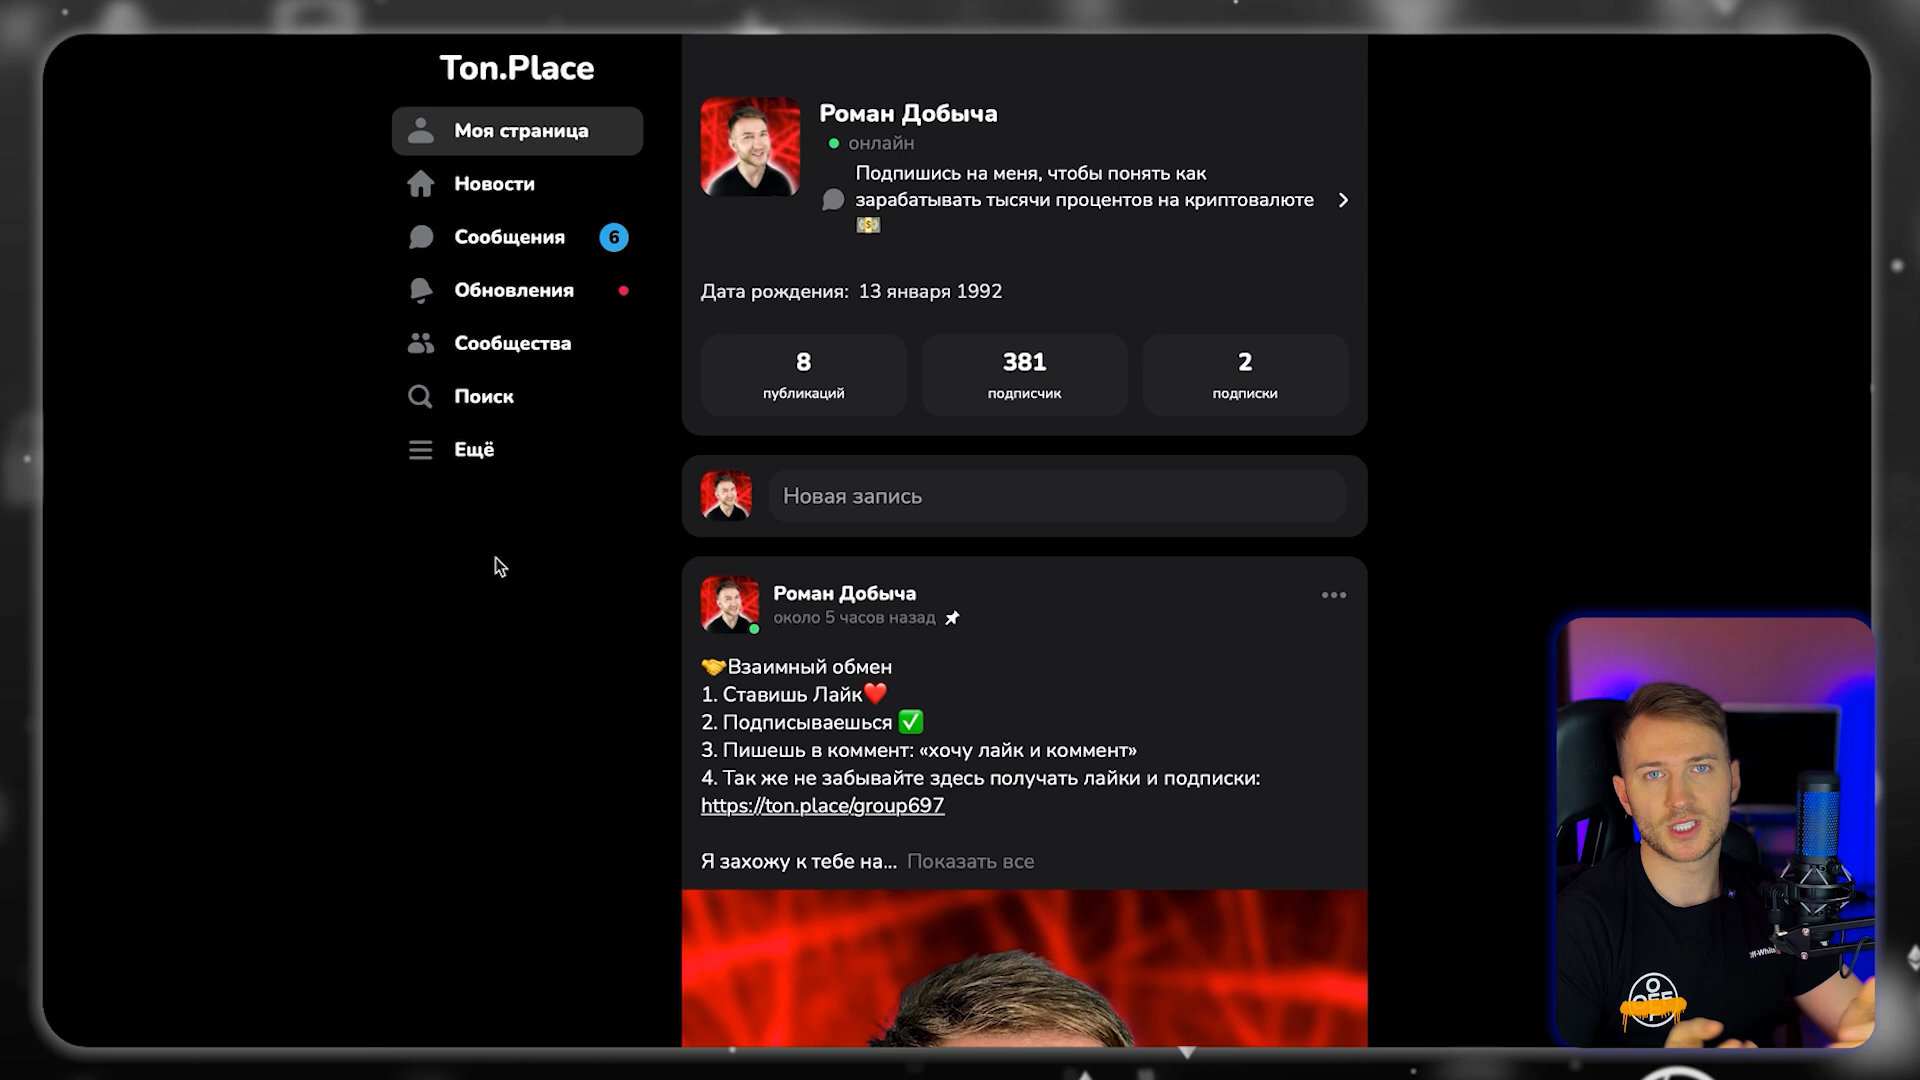 Ton.Place
Моя страница
Новости
Сообщения 6
Обновления
Сообщества
Поиск
Ещё
Роман Добыча
онлайн
Подпишись на меня, чтобы понять как
зарабатывать тысячи процентов на криптовалюте
💵
Дата рождения: 13 января 1992
8
публикаций
381
подписчик
2
подписки
Новая запись
Роман Добыча
около 5 часов назад
🤝Взаимный обмен
1. Ставишь Лайк❤️
2. Подписываешься ✅
3. Пишешь в коммент: «хочу лайк и коммент»
4. Так же не забывайте здесь получать лайки и подписки:
https://ton.place/group697
Я захожу к тебе на... Показать все
OFF